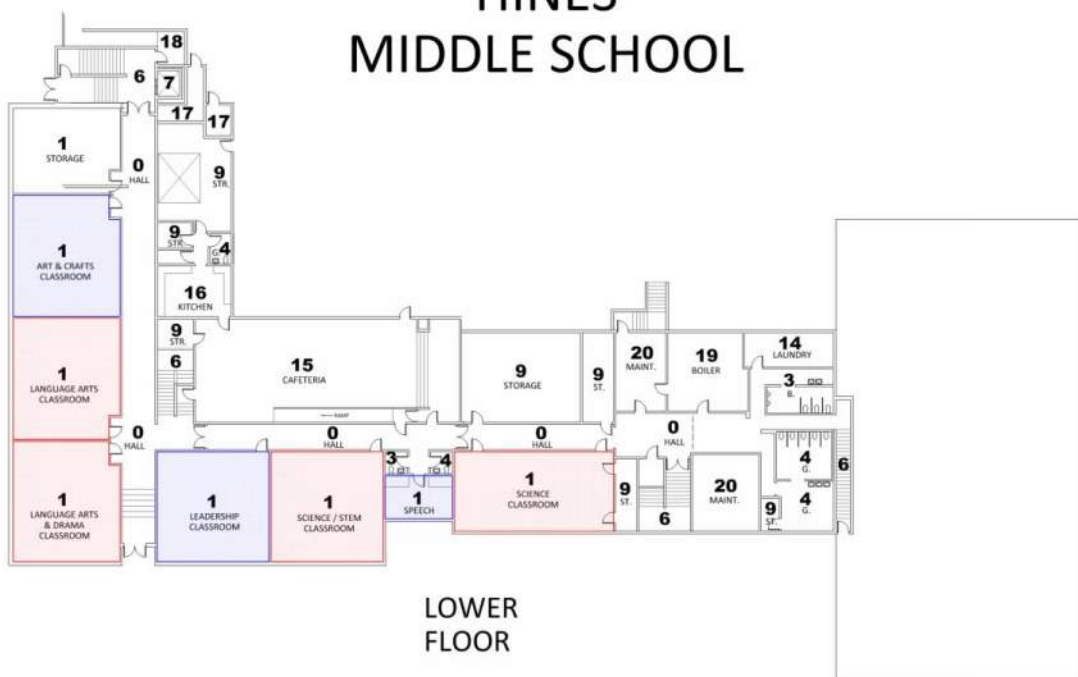 HINES
MIDDLE SCHOOL
18
6
7
17
17
1
STORAGE
0
HALL
9
STR.
1
ART & CRAFTS
CLASSROOM
9
STR.
4
G.
16
KITCHEN
1
LANGUAGE ARTS
CLASSROOM
9
STR.
6
15
CAFETERIA
RAMP
9
STORAGE
9
ST.
20
MAINT.
19
BOILER
14
LAUNDRY
3
B.
0
HALL
0
HALL
0
HALL
0
HALL
1
LANGUAGE ARTS
& DRAMA
CLASSROOM
1
LEADERSHIP
CLASSROOM
1
SCIENCE / STEM
CLASSROOM
3
4
1
SPEECH
1
SCIENCE
CLASSROOM
9
ST.
6
20
MAINT.
4
G.
4
G.
9
ST.
6
LOWER
FLOOR